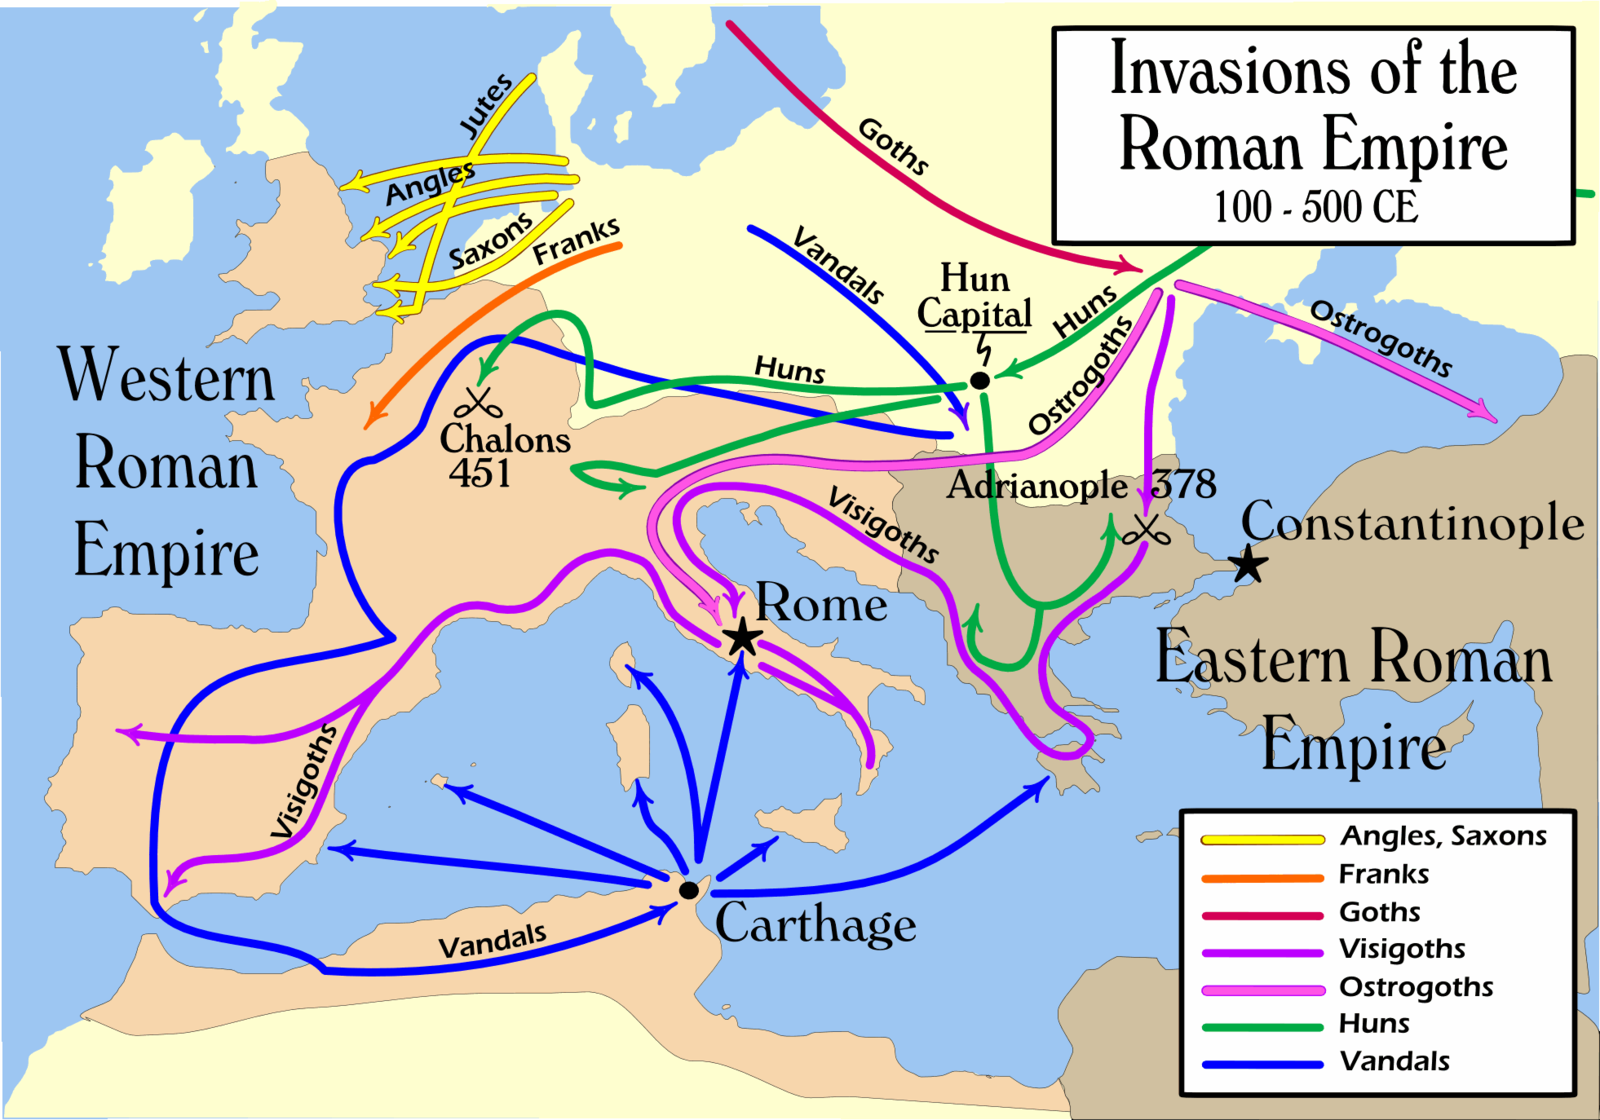 Invasions of the
Roman Empire
100 - 500 CE
Jutes
Angles
Saxons
Franks
Goths
Vandals
Hun
Capital
Huns
Ostrogoths
Ostrogoths
Huns
Western
Roman
Empire
Chalons
451
Adrianople 378
Visigoths
Constantinople
Rome
Eastern Roman
Empire
Visigoths
Carthage
Vandals
Angles, Saxons
Franks
Goths
Visigoths
Ostrogoths
Huns
Vandals